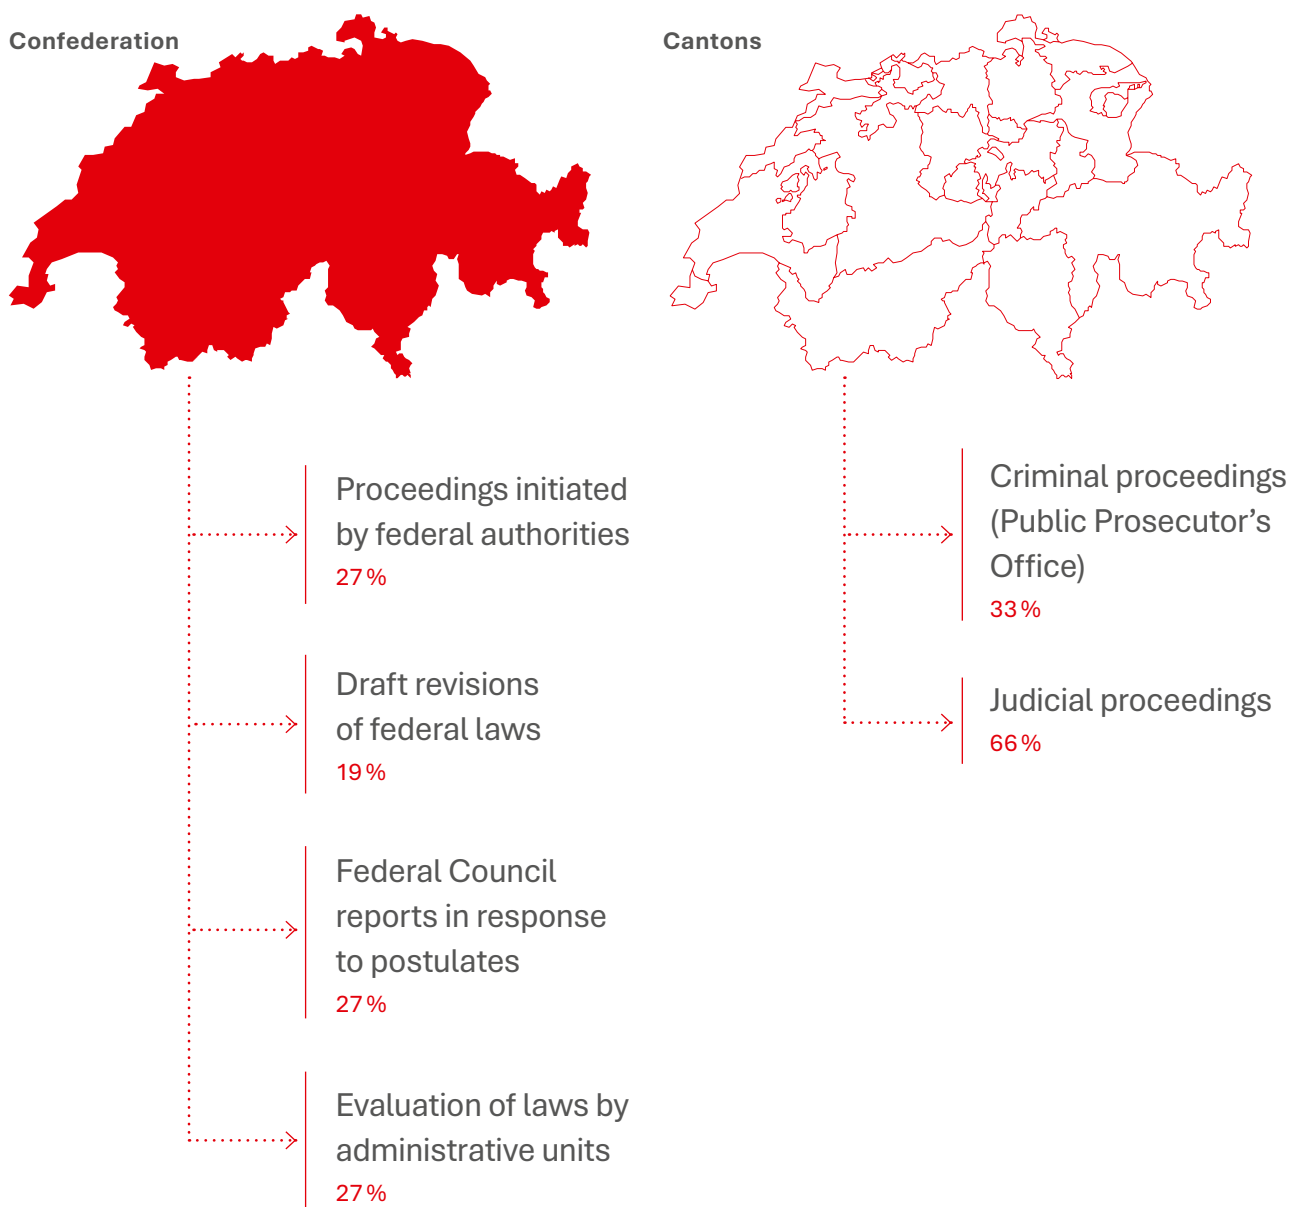 Confederation
Proceedings initiated
by federal authorities
27 %
Draft revisions
of federal laws
19 %
Federal Council
reports in response
to postulates
27 %
Evaluation of laws by
administrative units
27 %
Cantons
Criminal proceedings
(Public Prosecutor’s
Office)
33 %
Judicial proceedings
66 %